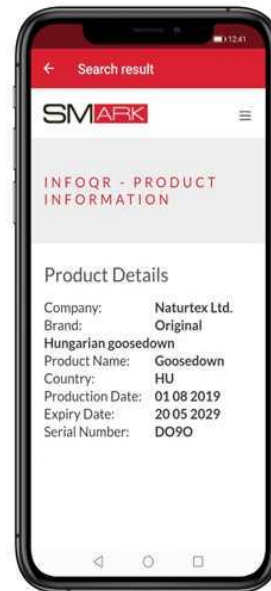 12:41
← Search result
SMARK
INFOQR - PRODUCT
INFORMATION
Product Details
Company: Naturtex Ltd.
Brand: Original
Hungarian goosedown
Product Name: Goosedown
Country: HU
Production Date: 01 08 2019
Expiry Date: 20 05 2029
Serial Number: DO9O